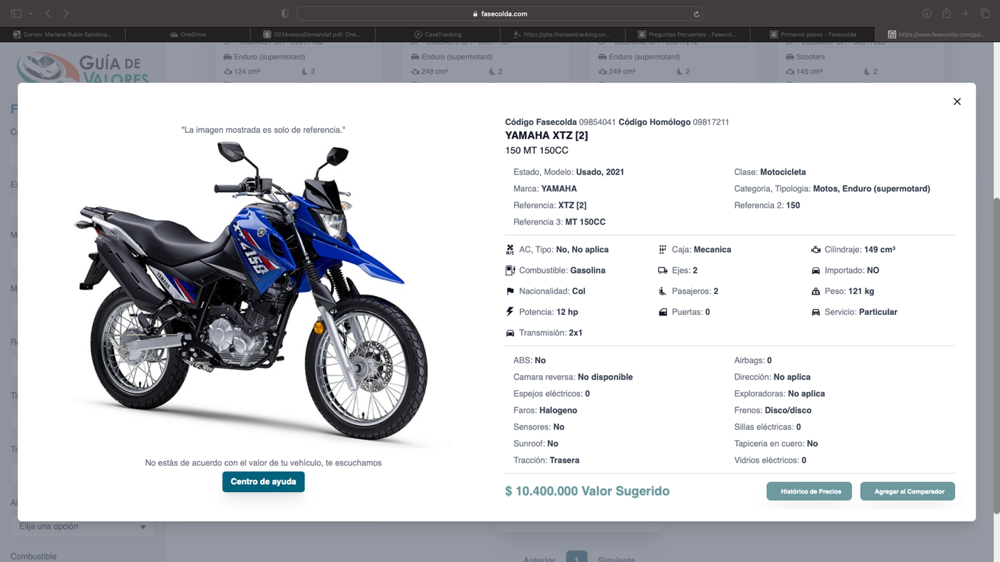 fasecolda.com
Correo: Mariana Rubio Sandova...
OneDrive
003AnexosDemanda1.pdf: One...
CaseTracking
https://gha.thecasetracking.co...
Preguntas frecuentes - Fasecol...
Primeros pasos - Fasecolda
https://www.fasecolda.com/gui...
GUÍA DE
VALORES
Enduro (supermotard)
124 cm³ 2
Enduro (supermotard)
249 cm³ 2
Enduro (supermotard)
249 cm³ 2
Scooters
145 cm³ 2
"La imagen mostrada es solo de referencia."
XTZ150
YAMAHA
No estás de acuerdo con el valor de tu vehículo, te escuchamos
Centro de ayuda
Código Fasecolda 09854041 Código Homólogo 09817211
YAMAHA XTZ [2]
150 MT 150CC
Estado, Modelo: Usado, 2021
Clase: Motocicleta
Marca: YAMAHA
Categoria, Tipologia: Motos, Enduro (supermotard)
Referencia: XTZ [2]
Referencia 2: 150
Referencia 3: MT 150CC
A/C
AC, Tipo: No, No aplica
Caja: Mecanica
Cilindraje: 149 cm³
Combustible: Gasolina
Ejes: 2
Importado: NO
Nacionalidad: Col
Pasajeros: 2
Peso: 121 kg
Potencia: 12 hp
Puertas: 0
Servicio: Particular
Transmisión: 2x1
ABS: No
Airbags: 0
Camara reversa: No disponible
Dirección: No aplica
Espejos eléctricos: 0
Exploradoras: No aplica
Faros: Halogeno
Frenos: Disco/disco
Sensores: No
Sillas eléctricas: 0
Sunroof: No
Tapiceria en cuero: No
Tracción: Trasera
Vidrios eléctricos: 0
$ 10.400.000 Valor Sugerido
Histórico de Precios
Agregar al Comparador
Elija una opción
Combustible
Anterior 1 Siguiente